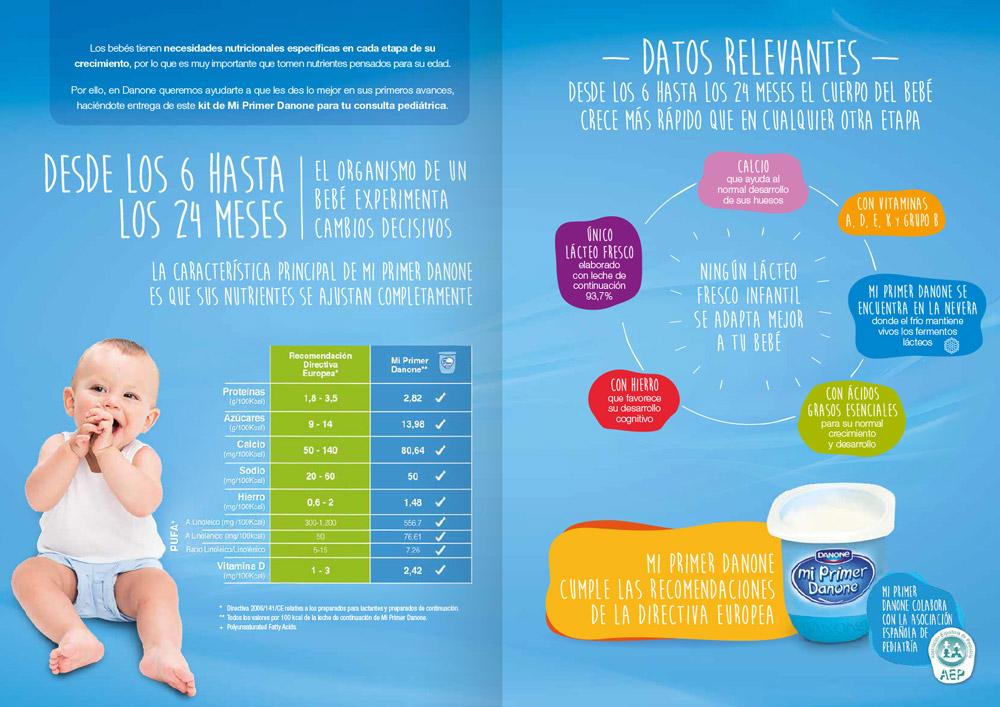 Los bebés tienen necesidades nutricionales específicas en cada etapa de su
crecimiento, por lo que es muy importante que tomen nutrientes pensados para su edad.
Por ello, en Danone queremos ayudarte a que les des lo mejor en sus primeros avances,
haciéndote entrega de este kit de Mi Primer Danone para tu consulta pediátrica.
DESDE LOS 6 HASTA
LOS 24 MESES
EL ORGANISMO DE UN
BEBÉ EXPERIMENTA
CAMBIOS DECISIVOS
LA CARACTERÍSTICA PRINCIPAL DE MI PRIMER DANONE
ES QUE SUS NUTRIENTES SE AJUSTAN COMPLETAMENTE
Recomendación
Directiva
Europea*
Mi Primer
Danone**
Proteínas
(g/100Kcal)
1,8 - 3,5
2,82
Azúcares
(g/100Kcal)
9 - 14
13,98
Calcio
(mg/100Kcal)
50 - 140
80,64
Sodio
(mg/100Kcal)
20 - 60
50
Hierro
(mg/100Kcal)
0,6 - 2
1,48
PUFA+
A.Linoleico (mg /100Kcal)
300-1.200
556.7
A.Linolénico (mg/100kcal)
50
76,61
Ratio Linoleico/Linolénico
5-15
7.26
Vitamina D
(mg/100Kcal)
1 - 3
2,42
* Directiva 2006/141/CE relativa a los preparados para lactantes y preparados de continuación.
** Todos los valores por 100 kcal de la leche de continuación de Mi Primer Danone.
+ Polyunsaturated Fatty Acids.
— DATOS RELEVANTES —
DESDE LOS 6 HASTA LOS 24 MESES EL CUERPO DEL BEBÉ
CRECE MÁS RÁPIDO QUE EN CUALQUIER OTRA ETAPA
CALCIO
que ayuda al
normal desarrollo
de sus huesos
CON VITAMINAS
A, D, E, K Y GRUPO B
ÚNICO
LÁCTEO FRESCO
elaborado
con leche de
continuación
93,7%
NINGÚN LÁCTEO
FRESCO INFANTIL
SE ADAPTA MEJOR
A TU BEBÉ
MI PRIMER DANONE SE
ENCUENTRA EN LA NEVERA
donde el frío mantiene
vivos los fermentos
lácteos
CON HIERRO
que favorece
su desarrollo
cognitivo
CON ÁCIDOS
GRASOS ESENCIALES
para su normal
crecimiento
y desarrollo
MI PRIMER DANONE
CUMPLE LAS RECOMENDACIONES
DE LA DIRECTIVA EUROPEA
DANONE
mi Primer
Danone
MI PRIMER
DANONE COLABORA
CON LA ASOCIACIÓN
ESPAÑOLA DE
PEDIATRÍA
Asociación Española de Pediatría
AEP